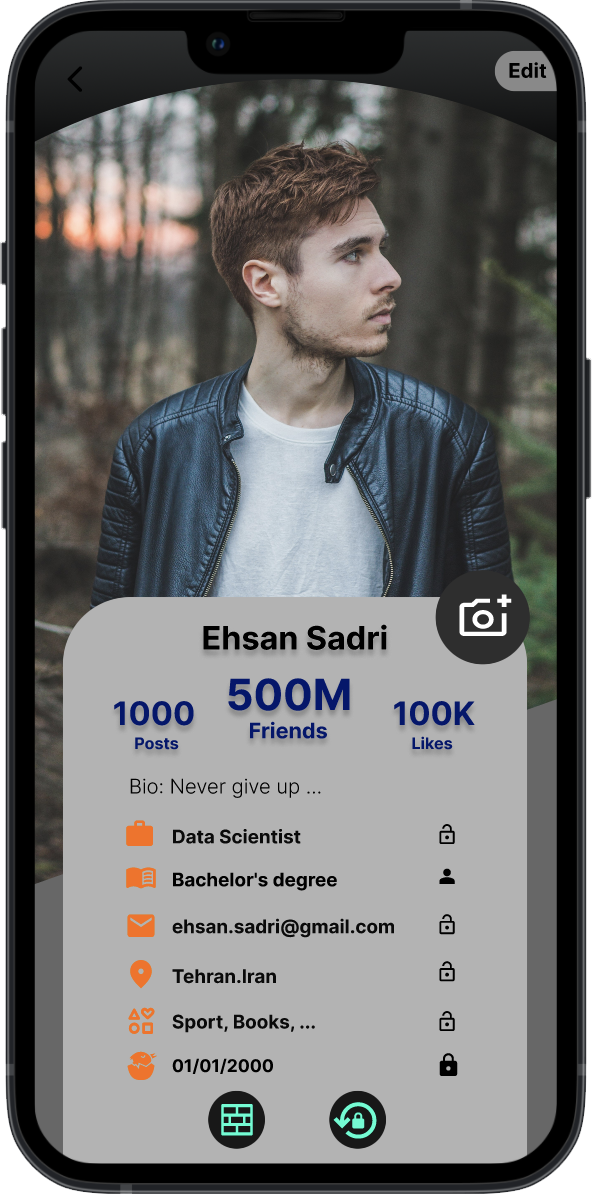 Edit
Ehsan Sadri
1000
Posts
500M
Friends
100K
Likes
Bio: Never give up ...
Data Scientist
Bachelor's degree
ehsan.sadri@gmail.com
Tehran.Iran
Sport, Books, ...
01/01/2000